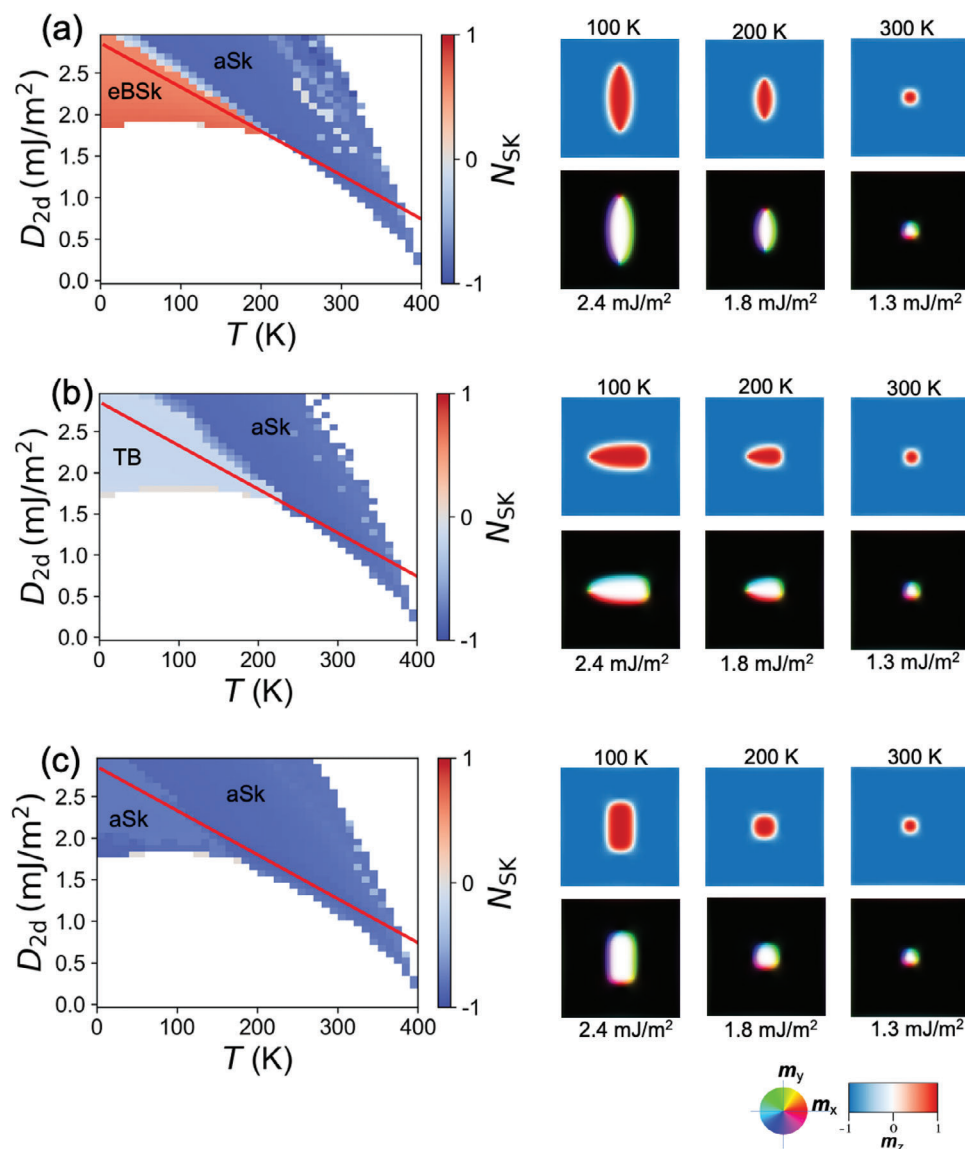 (a)
D2d (mJ/m²)
2.5
2.0
1.5
1.0
0.5
0.0
eBSk
aSk
0 100 200 300 400
T (K)
1
0
-1
NSK
100 K 200 K 300 K
2.4 mJ/m² 1.8 mJ/m² 1.3 mJ/m²
(b)
D2d (mJ/m²)
2.5
2.0
1.5
1.0
0.5
0.0
TB
aSk
0 100 200 300 400
T (K)
1
0
-1
NSK
100 K 200 K 300 K
2.4 mJ/m² 1.8 mJ/m² 1.3 mJ/m²
(c)
D2d (mJ/m²)
2.5
2.0
1.5
1.0
0.5
0.0
aSk
aSk
0 100 200 300 400
T (K)
1
0
-1
NSK
100 K 200 K 300 K
2.4 mJ/m² 1.8 mJ/m² 1.3 mJ/m²
my
mx
-1 0 1
mz